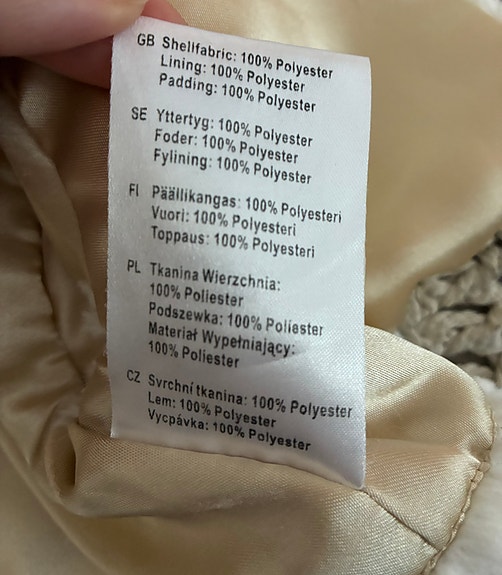 GB Shellfabric: 100% Polyester
Lining: 100% Polyester
Padding: 100% Polyester
SE Yttertyg: 100% Polyester
Foder: 100% Polyester
Fylining: 100% Polyester
FI Päällikangas: 100% Polyesteri
Vuori: 100% Polyesteri
Toppaus: 100% Polyesteri
PL Tkanina Wierzchnia:
100% Poliester
Podszewka: 100% Poliester
Materiał Wypełniający:
100% Poliester
CZ Svrchní tkanina: 100% Polyester
Lem: 100% Polyester
Vycpávka: 100% Polyester